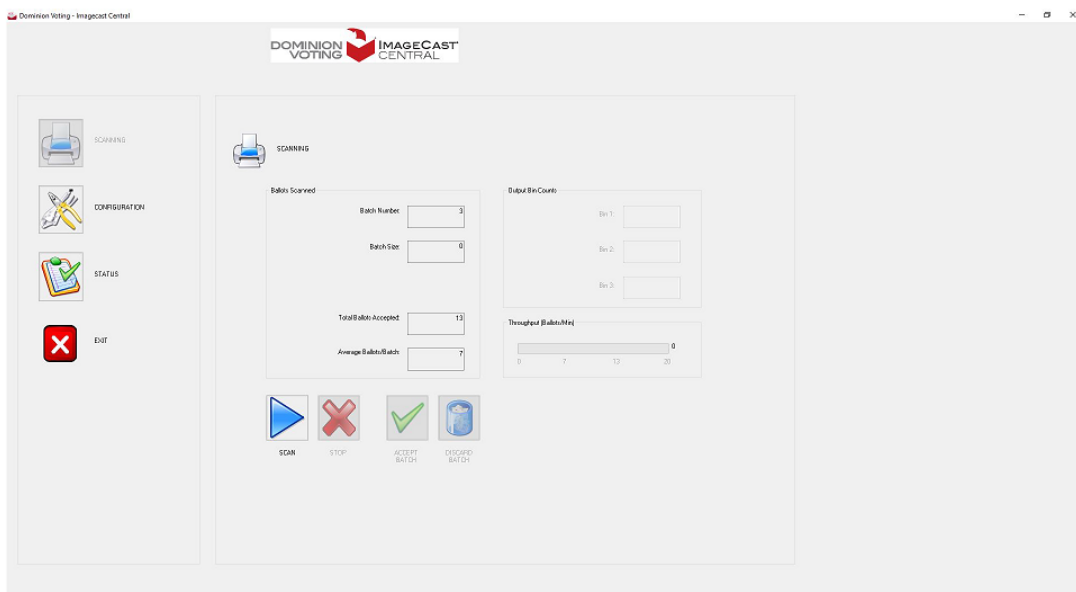 Dominion Voting - Imagecast Central
DOMINION VOTING IMAGECAST CENTRAL
SCANNING
CONFIGURATION
STATUS
EXIT
SCANNING
Ballots Scanned
Batch Number: 3
Batch Size: 0
Total Ballots Accepted: 13
Average Ballots/Batch: 7
Output Bin Counts
Bin 1:
Bin 2:
Bin 3:
Throughput (Ballots/Min)
0
0 7 13 20
SCAN
STOP
ACCEPT BATCH
DISCARD BATCH